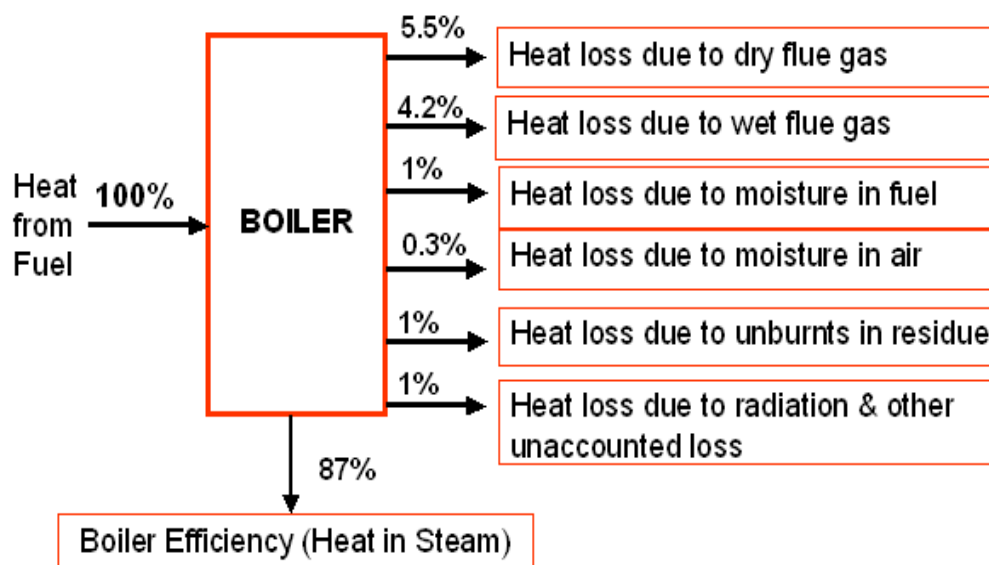 Heat
from
Fuel
100%
BOILER
5.5%
Heat loss due to dry flue gas
4.2%
Heat loss due to wet flue gas
1%
Heat loss due to moisture in fuel
0.3%
Heat loss due to moisture in air
1%
Heat loss due to unburnts in residue
1%
Heat loss due to radiation & other
unaccounted loss
87%
Boiler Efficiency (Heat in Steam)